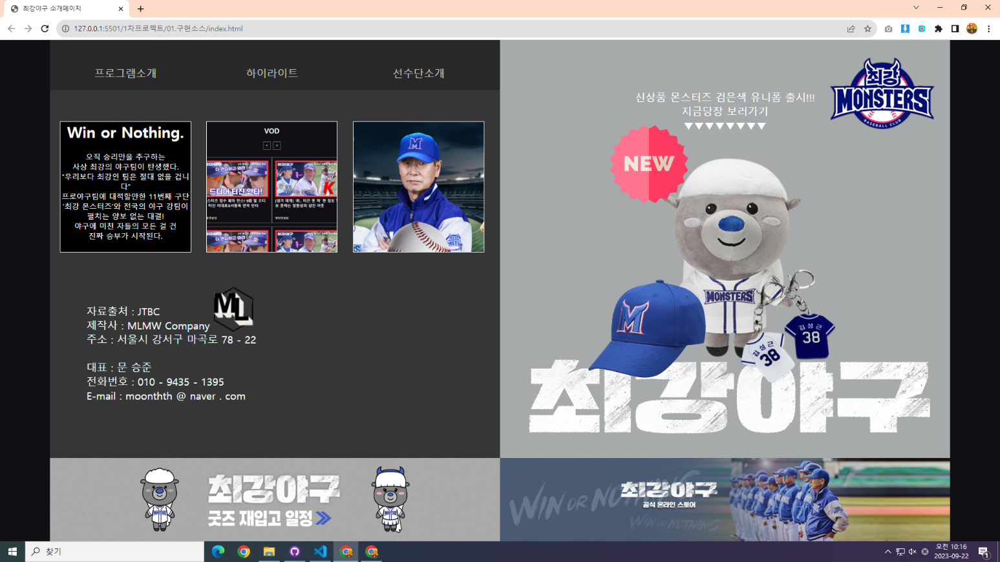 최강야구 소개페이지
127.0.0.1:5501/1차프로젝트/01.구현소스/index.html
프로그램소개
하이라이트
선수단소개
Win or Nothing.
오직 승리만을 추구하는
사상 최강의 야구팀이 탄생했다.
"우리보다 최강인 팀은 절대 없을 겁니
다"
프로야구팀에 대적할만한 11번째 구단
'최강 몬스터즈'와 전국의 야구 강팀이
펼치는 양보 없는 대결!
야구에 미친 자들의 모든 걸 건
진짜 승부가 시작된다.
VOD
더 연습하고 와라
드디어 터진 안타!
K
M
자료출처 : JTBC
제작사 : MLMW Company
ML
주소 : 서울시 강서구 마곡로 78 - 22
대표 : 문 승준
전화번호 : 010 - 9435 - 1395
E-mail : moonthth @ naver . com
신상품 몬스터즈 검은색 유니폼 출시!!!
지금당장 보러가기
▼▼▼▼▼▼▼▼
최강
MONSTERS
BASEBALL CLUB
NEW
MONSTERS
M
김성근
38
김성근
38
최강야구
MONSTERS
최강야구
굿즈 재입고 일정
MONSTERS
WIN OR NOTHING
최강야구
공식 온라인 스토어
WIN OR NOTHING
찾기
오전 10:16
2023-09-22
1